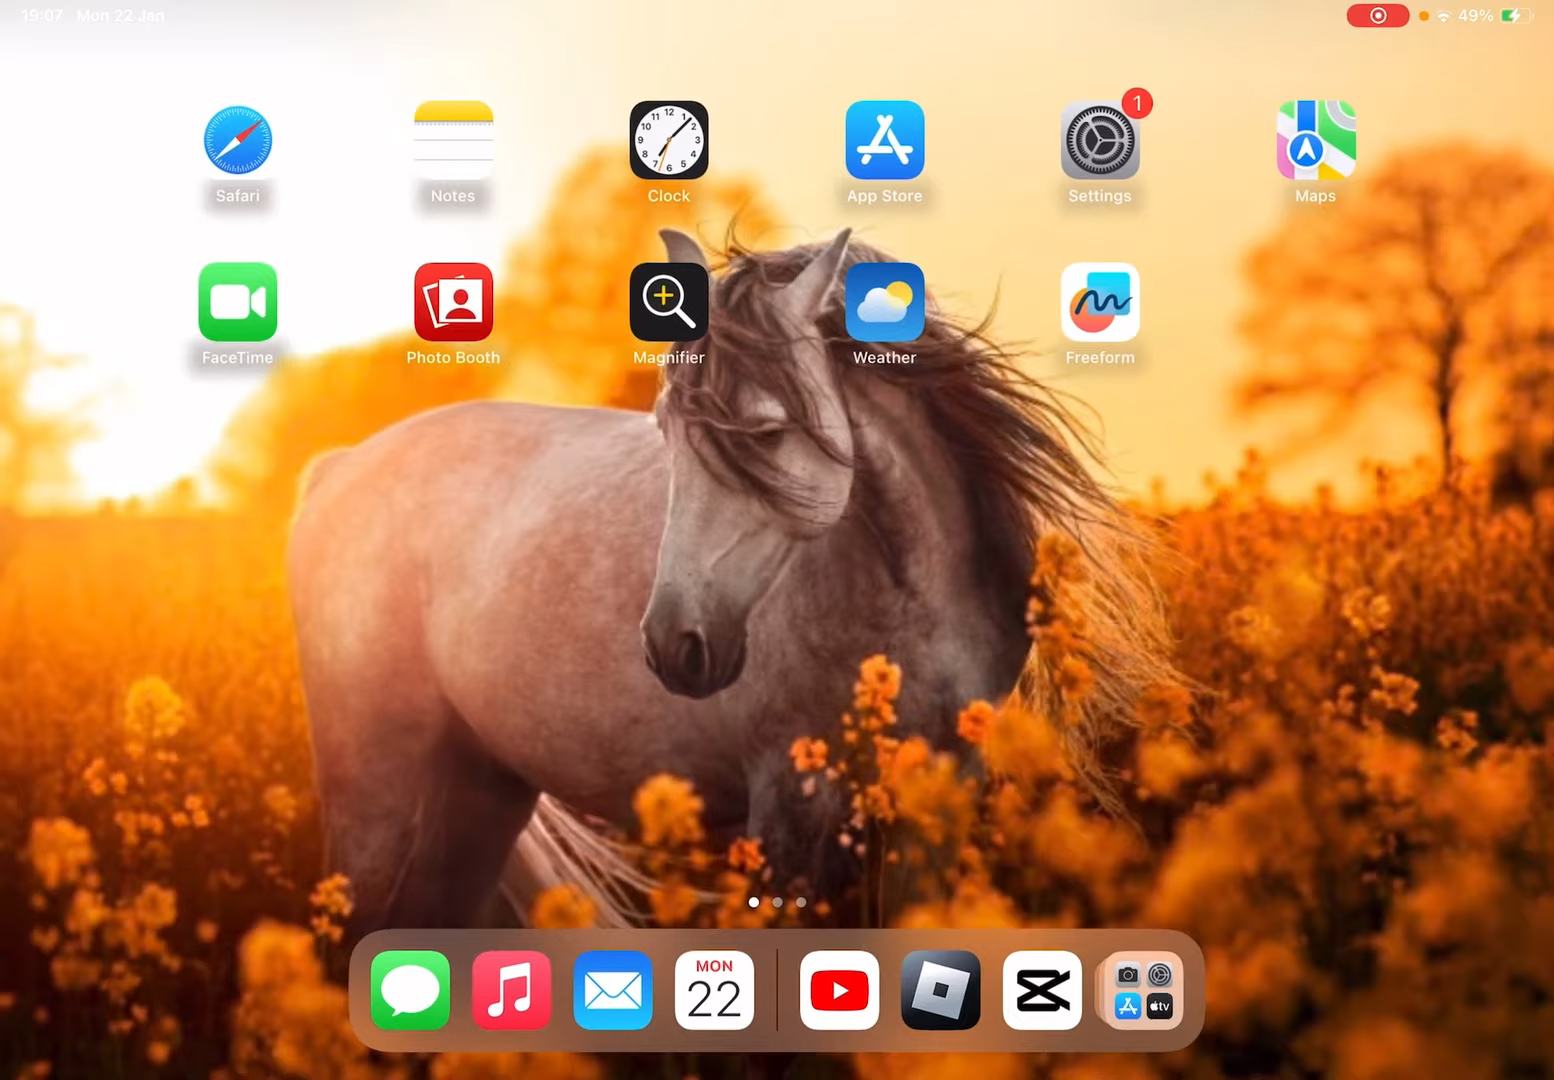 19:07 Mon 22 Jan
49%
1
Safari
Notes
Clock
App Store
Settings
Maps
FaceTime
Photo Booth
Magnifier
Weather
Freeform
MON
22
tv